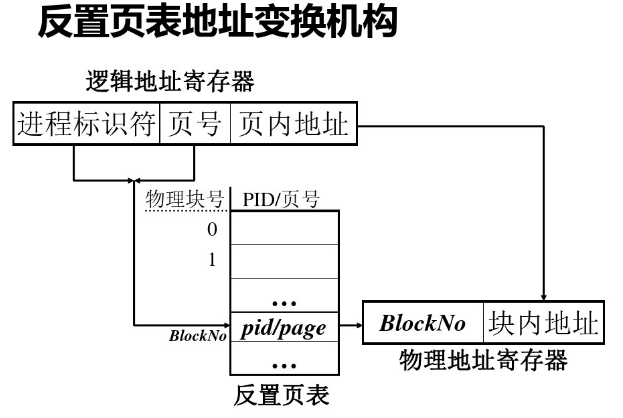 反置页表地址变换机构
逻辑地址寄存器
进程标识符 页号 页内地址
物理块号 PID/页号
0
1
...
BlockNo pid/page BlockNo 块内地址
...
物理地址寄存器
反置页表